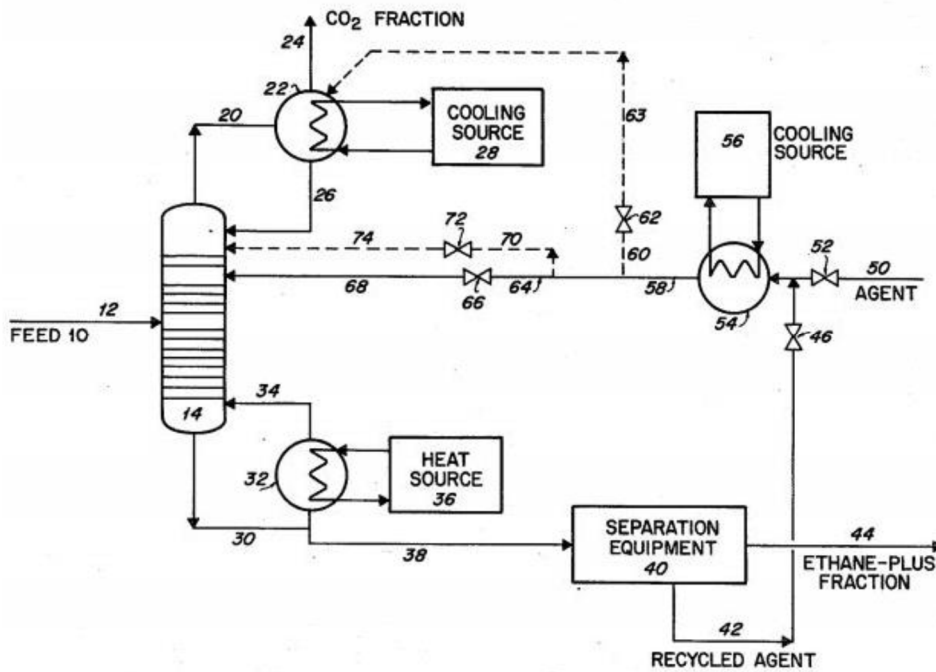 CO2 FRACTION
24
22
20
COOLING
SOURCE
28
63
56
COOLING
SOURCE
26
72
62
74
70
60
52
50
68
66
64
58
AGENT
12
54
FEED 10
46
34
14
HEAT
SOURCE
36
32
SEPARATION
EQUIPMENT
40
44
30
38
ETHANE-PLUS
FRACTION
42
RECYCLED AGENT